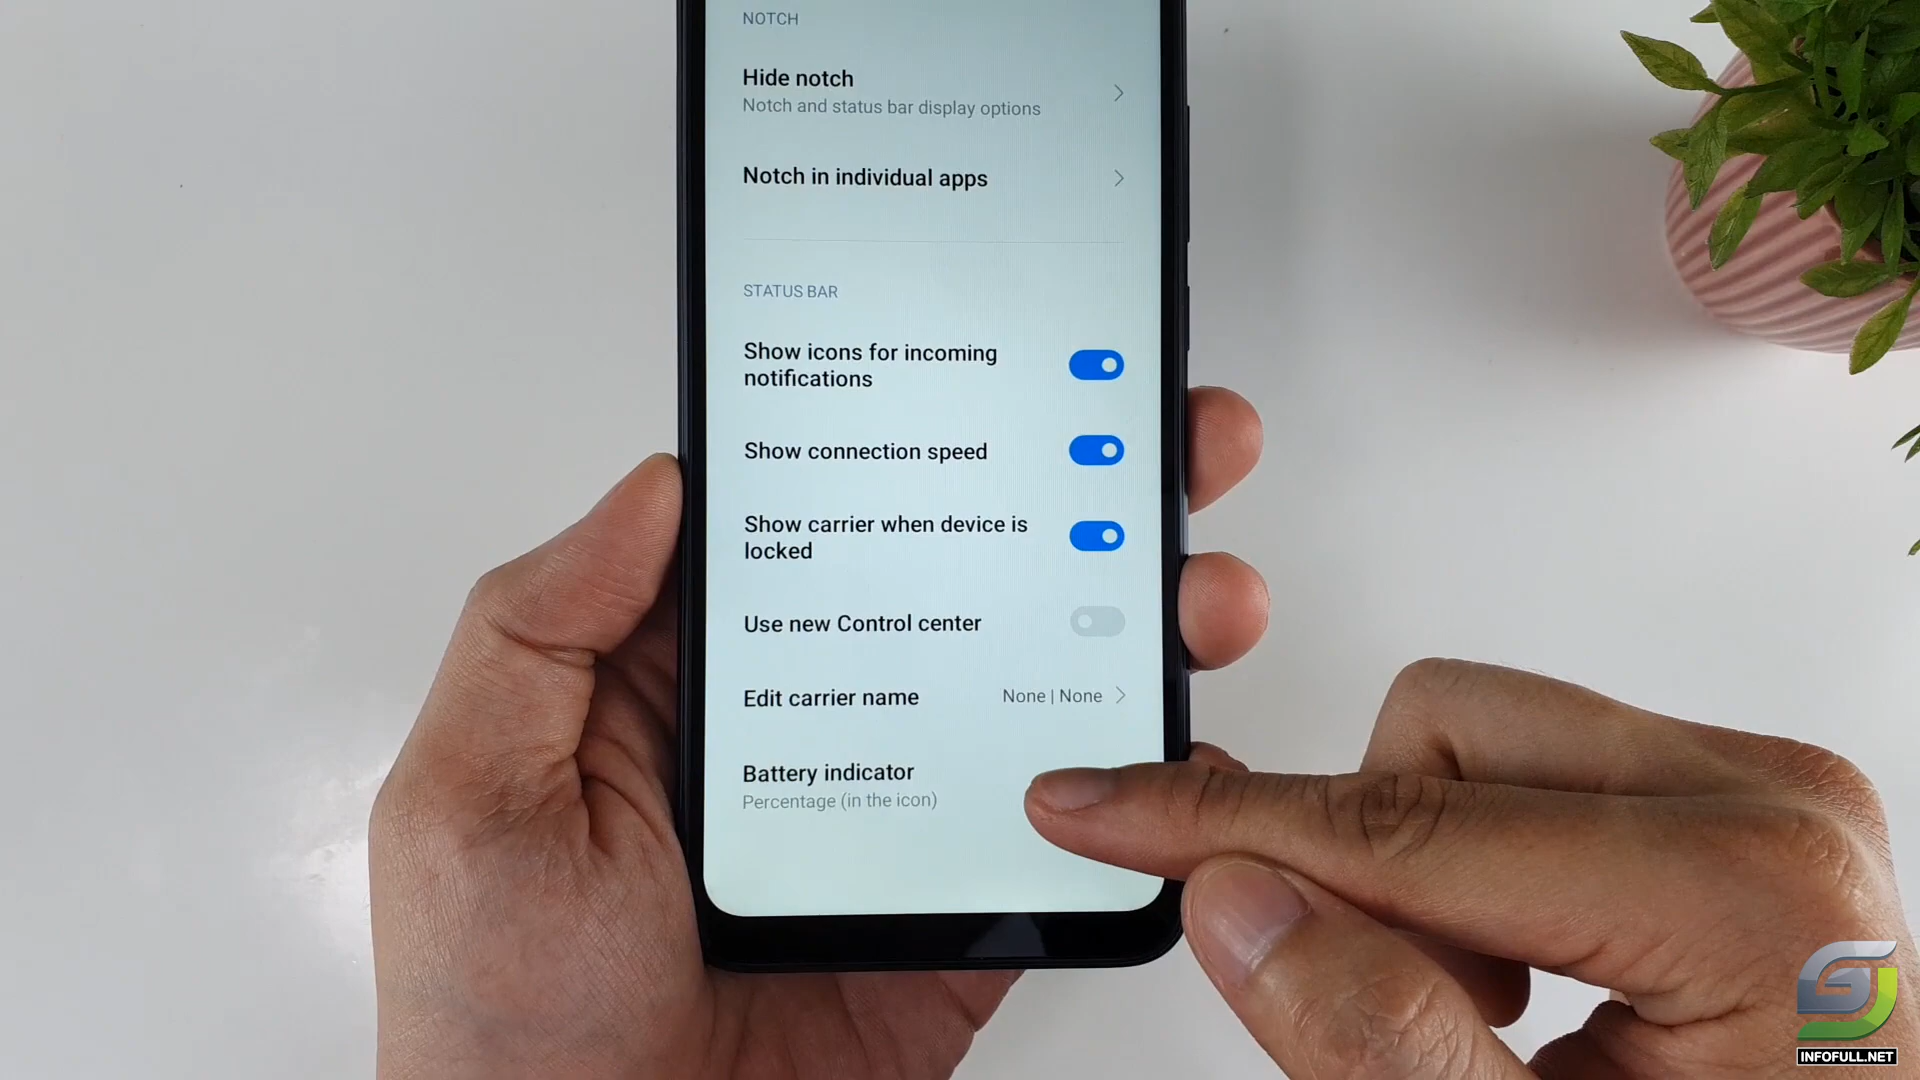 NOTCH
Hide notch
Notch and status bar display options
Notch in individual apps
STATUS BAR
Show icons for incoming
notifications
Show connection speed
Show carrier when device is
locked
Use new Control center
Edit carrier name
None | None
Battery indicator
Percentage (in the icon)
INFOFULL.NET